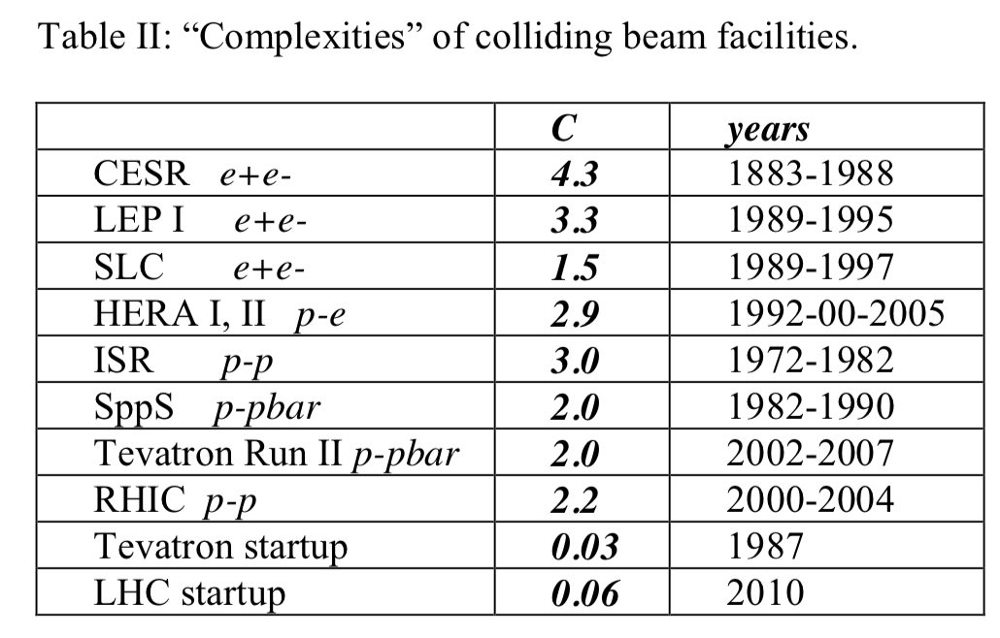 Table II: “Complexities” of colliding beam facilities.
C years
CESR e+e- 4.3 1883-1988
LEP I e+e- 3.3 1989-1995
SLC e+e- 1.5 1989-1997
HERA I, II p-e 2.9 1992-00-2005
ISR p-p 3.0 1972-1982
SppS p-pbar 2.0 1982-1990
Tevatron Run II p-pbar 2.0 2002-2007
RHIC p-p 2.2 2000-2004
Tevatron startup 0.03 1987
LHC startup 0.06 2010